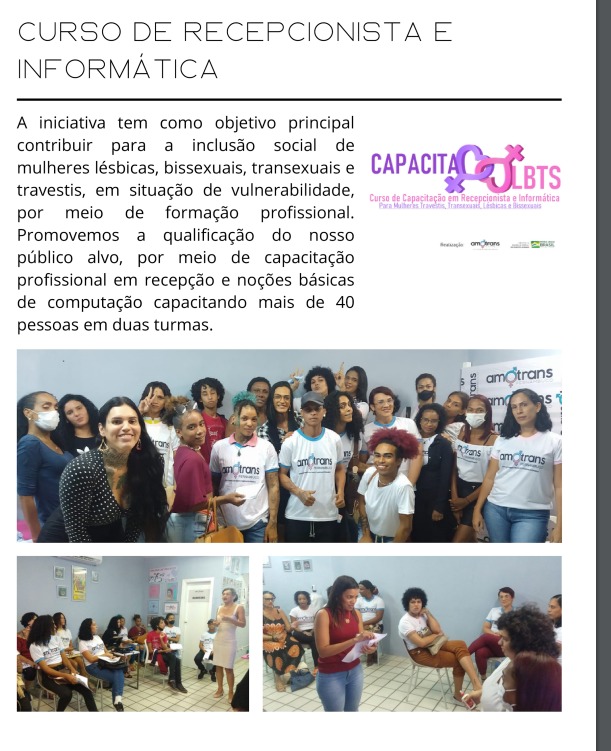 CURSO DE RECEPCIONISTA E
INFORMÁTICA
A iniciativa tem como objetivo principal
contribuir para a inclusão social de
mulheres lésbicas, bissexuais, transexuais e
travestis, em situação de vulnerabilidade,
por meio de formação profissional.
Promovemos a qualificação do nosso
público alvo, por meio de capacitação
profissional em recepção e noções básicas
de computação capacitando mais de 40
pessoas em duas turmas.
CAPACITA LBTS
Curso de Capacitação em Recepcionista e Informática
Para Mulheres Travestis, Transexuais, Lésbicas e Bissexuais
Realização: amotrans
BRASIL
amotrans
amotrans
amotrans
amotrans
amotrans